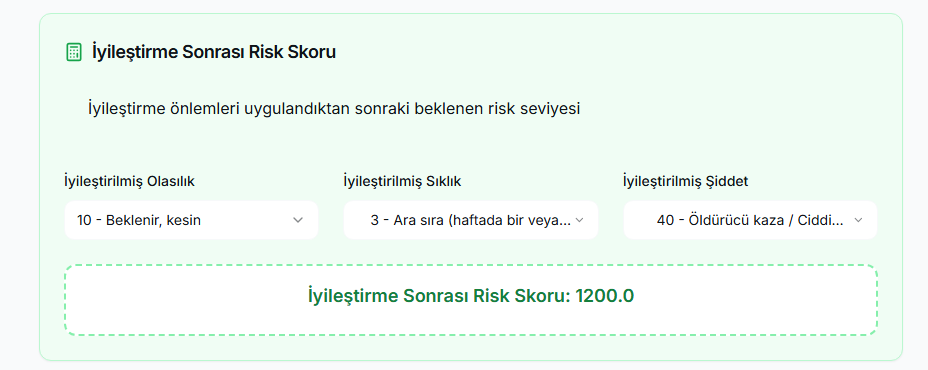 İyileştirme Sonrası Risk Skoru
İyileştirme önlemleri uygulandıktan sonraki beklenen risk seviyesi
İyileştirilmiş Olasılık
İyileştirilmiş Sıklık
İyileştirilmiş Şiddet
10 - Beklenir, kesin
3 - Ara sıra (haftada bir veya...
40 - Öldürücü kaza / Ciddi...
İyileştirme Sonrası Risk Skoru: 1200.0